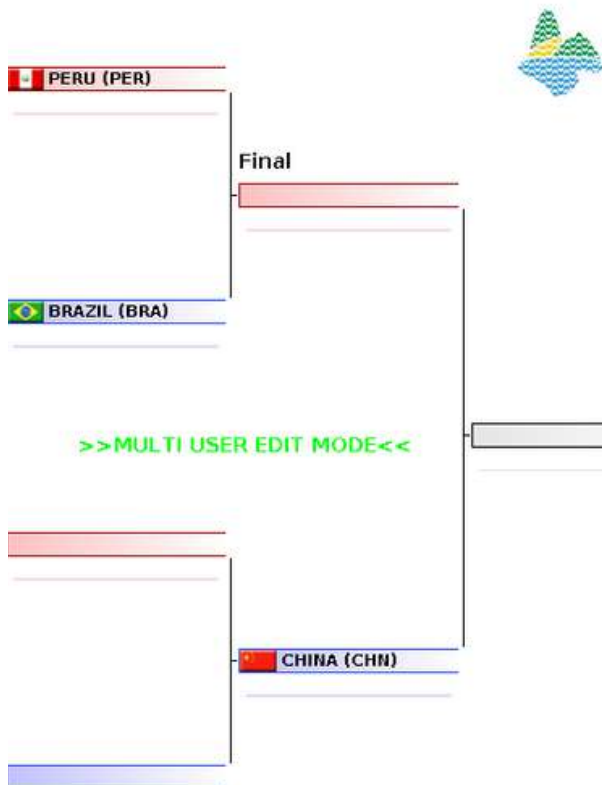 PERU (PER)
Final
BRAZIL (BRA)
>>MULTI USER EDIT MODE<<
CHINA (CHN)